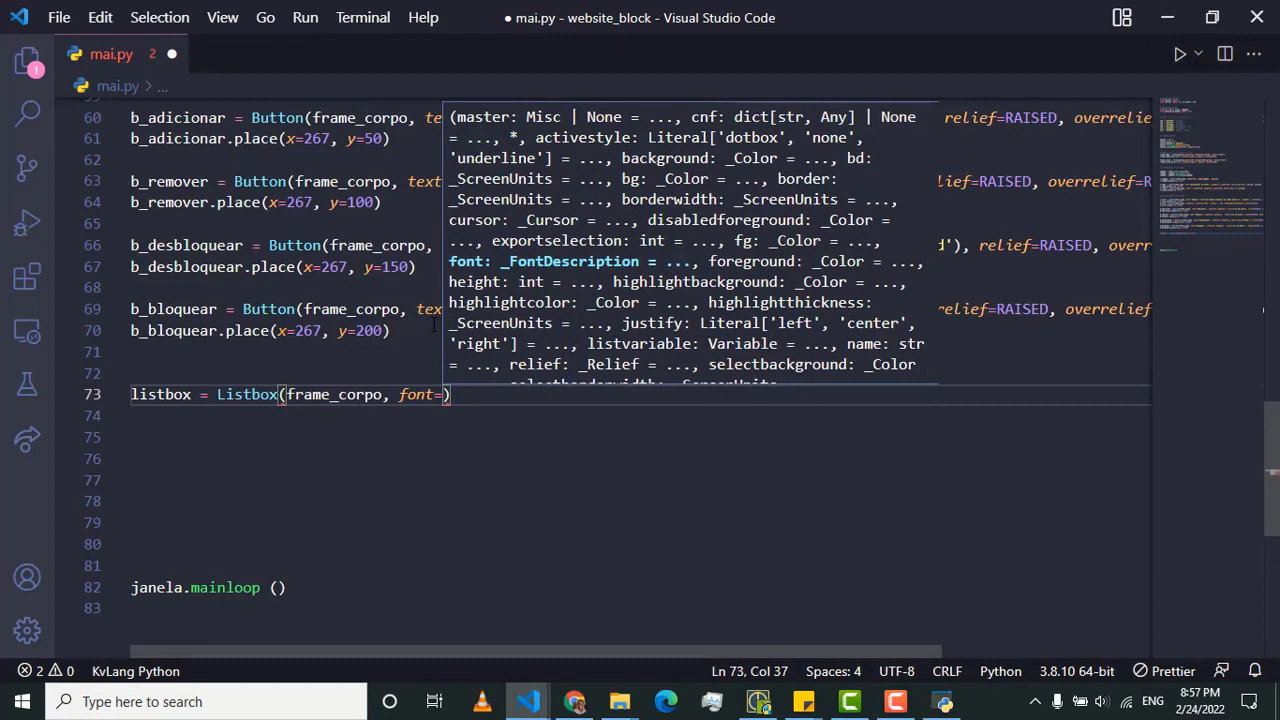 File Edit Selection View Go Run Terminal Help
● mai.py - website_block - Visual Studio Code
mai.py 2 ●
1
mai.py > ...
60 b_adicionar = Button(frame_corpo, te
relief=RAISED, overrelie
61 b_adicionar.place(x=267, y=50)
62
63 b_remover = Button(frame_corpo, text
lief=RAISED, overrelief=R
64 b_remover.place(x=267, y=100)
65
66 b_desbloquear = Button(frame_corpo,
d'), relief=RAISED, overr
67 b_desbloquear.place(x=267, y=150)
68
69 b_bloquear = Button(frame_corpo, tex
relief=RAISED, overrelief
70 b_bloquear.place(x=267, y=200)
71
72
73 listbox = Listbox(frame_corpo, font=)
74
75
76
77
78
79
80
81
82 janela.mainloop ()
83
(master: Misc | None = ..., cnf: dict[str, Any] | None
= ..., *, activestyle: Literal['dotbox', 'none',
'underline'] = ..., background: _Color = ..., bd:
_ScreenUnits = ..., bg: _Color = ..., border:
_ScreenUnits = ..., borderwidth: _ScreenUnits = ...,
cursor: _Cursor = ..., disabledforeground: _Color =
..., exportselection: int = ..., fg: _Color = ...,
font: _FontDescription = ..., foreground: _Color = ...,
height: int = ..., highlightbackground: _Color = ...,
highlightcolor: _Color = ..., highlightthickness:
_ScreenUnits = ..., justify: Literal['left', 'center',
'right'] = ..., listvariable: Variable = ..., name: str
= ..., relief: _Relief = ..., selectbackground: _Color
2 0 KvLang Python
Ln 73, Col 37 Spaces: 4 UTF-8 CRLF Python 3.8.10 64-bit Prettier
Type here to search
ENG
8:57 PM
2/24/2022